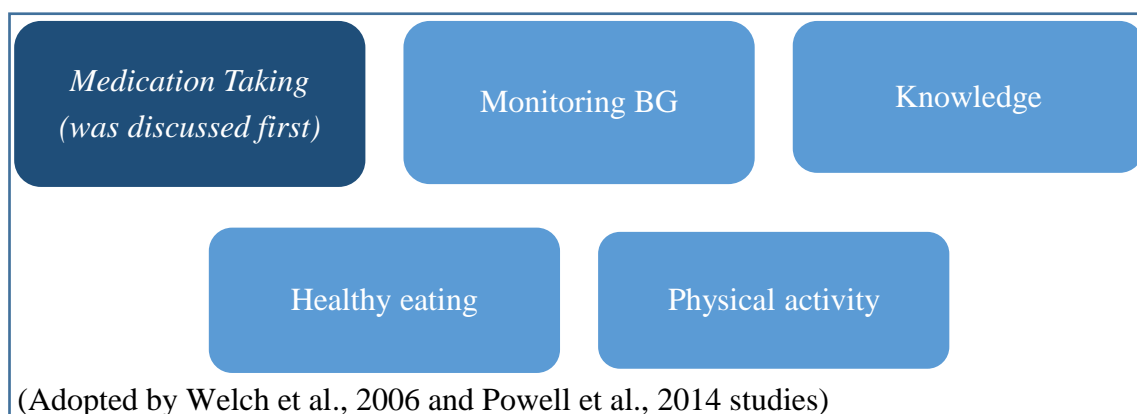 Medication Taking
(was discussed first)
Monitoring BG
Knowledge
Healthy eating
Physical activity
(Adopted by Welch et al., 2006 and Powell et al., 2014 studies)